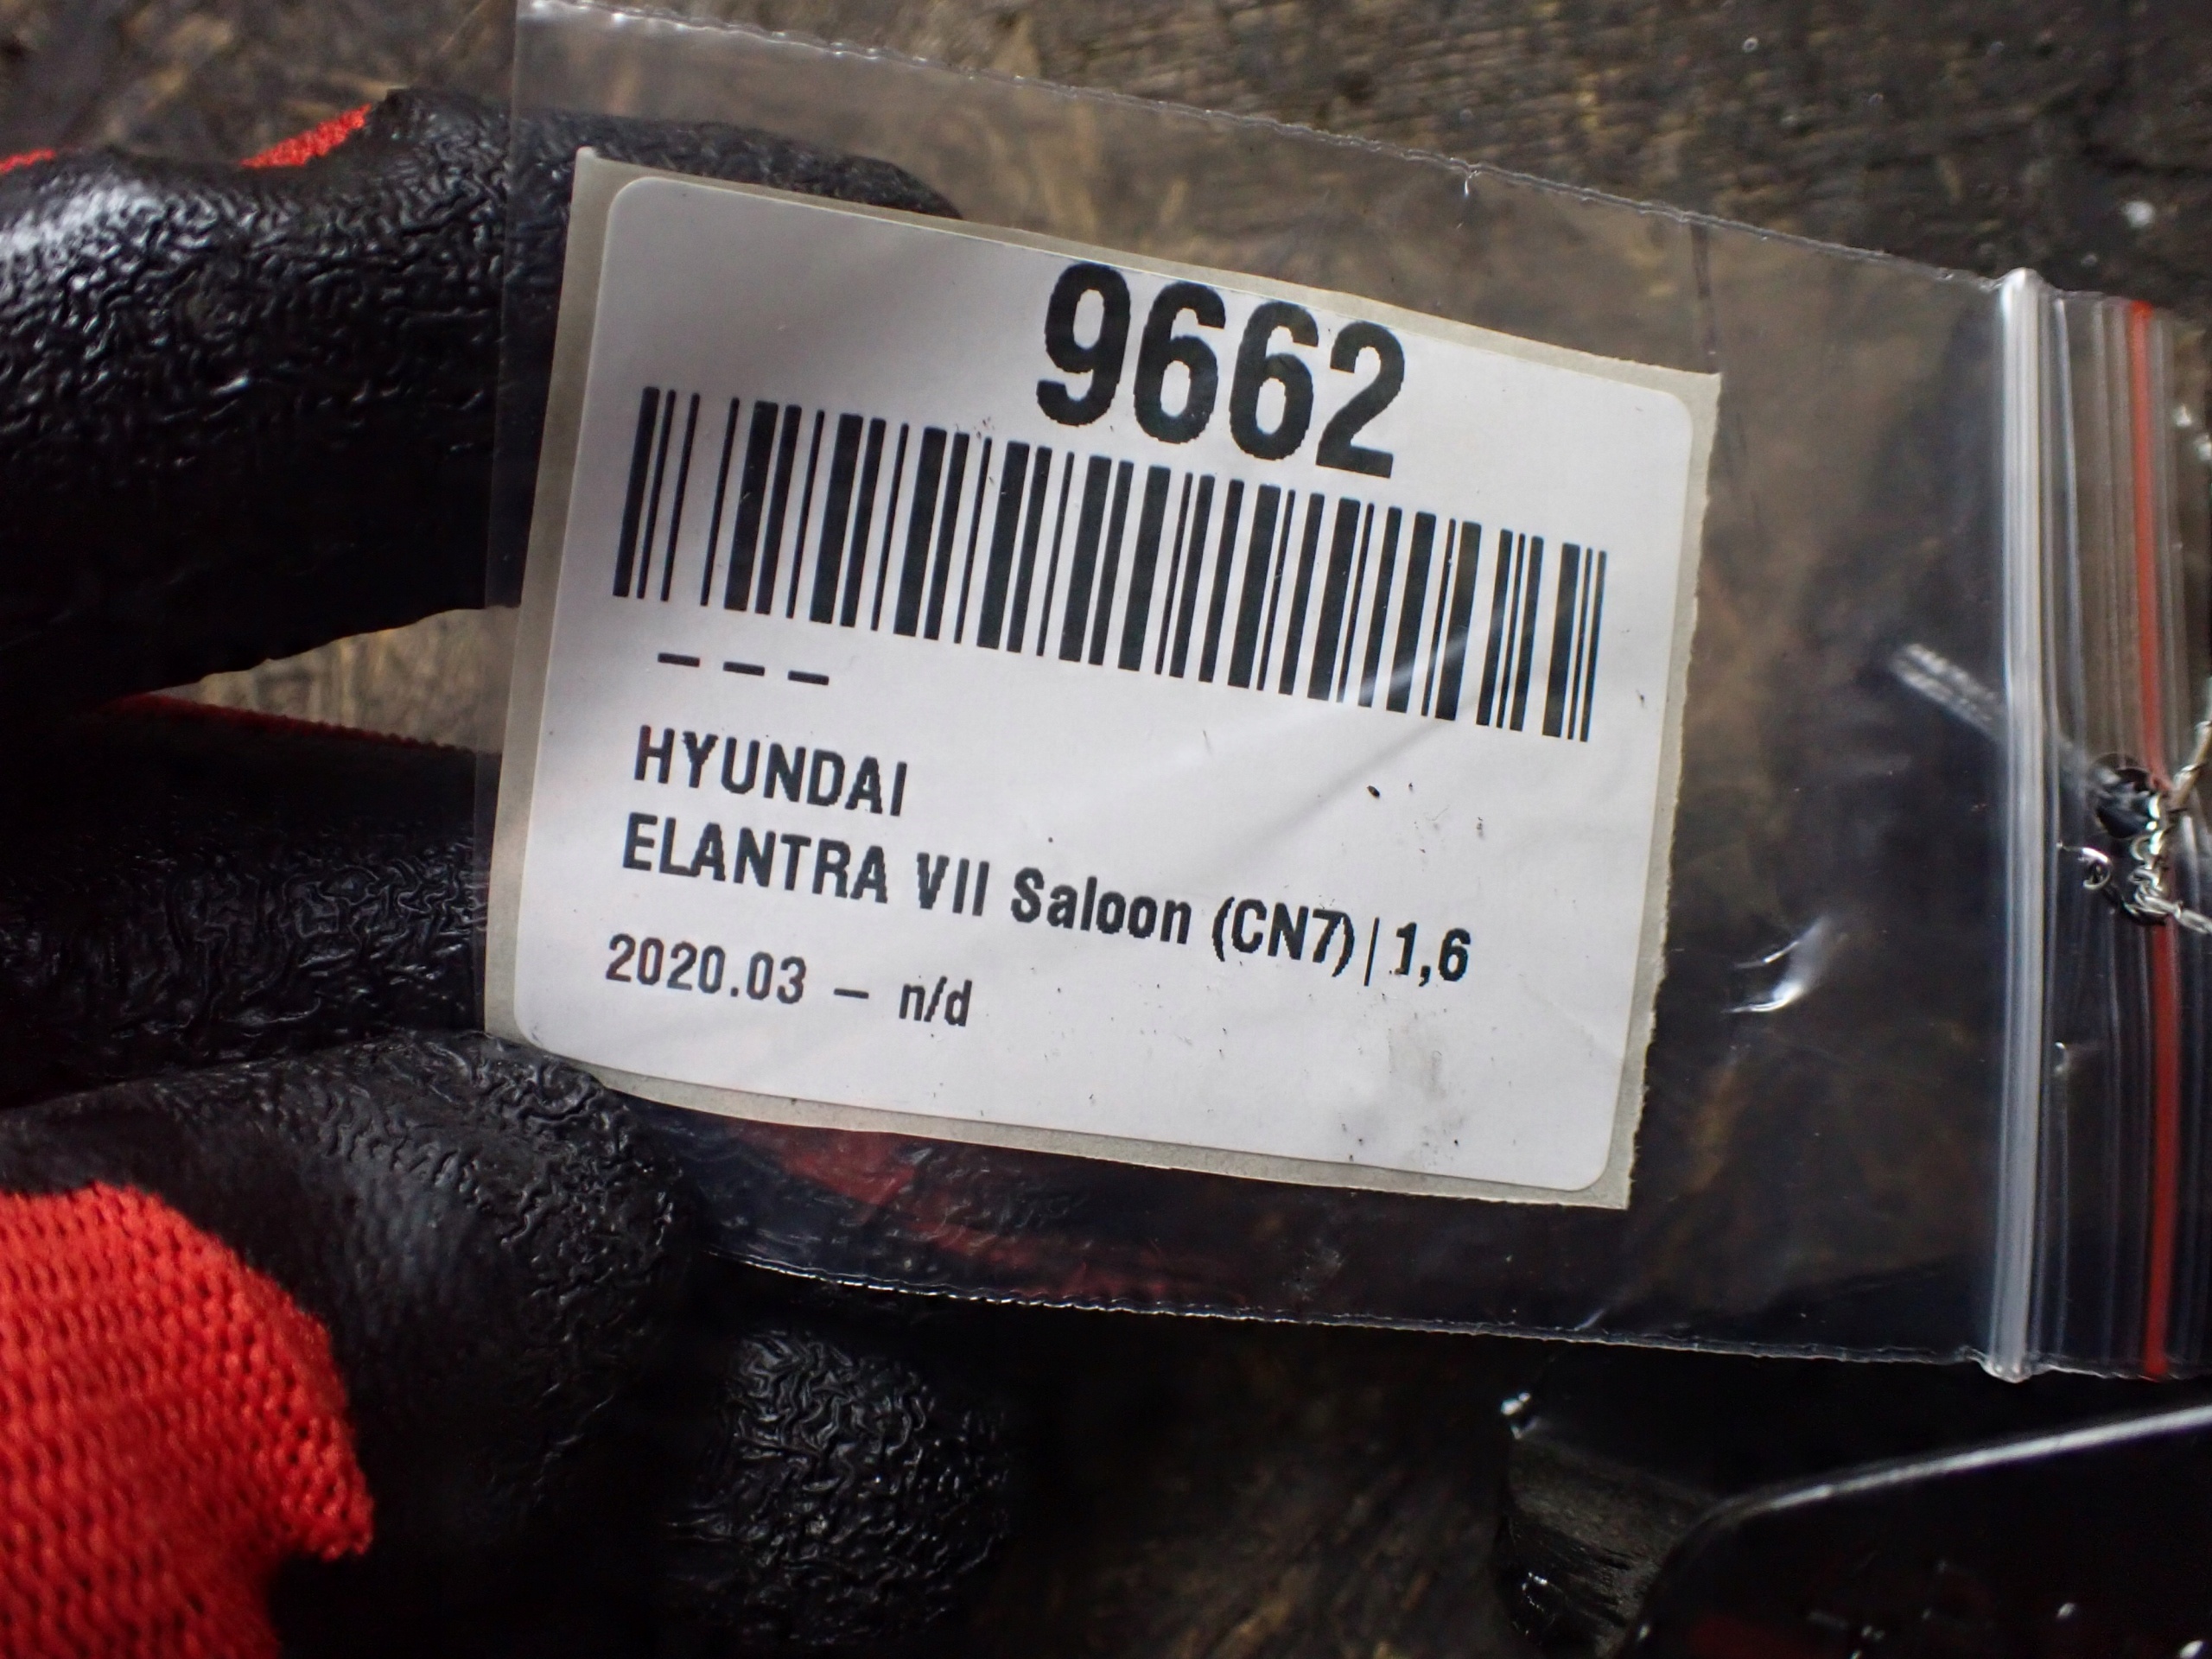 9662
– – –
HYUNDAI
ELANTRA VII Saloon (CN7)|1,6
2020.03 – n/d